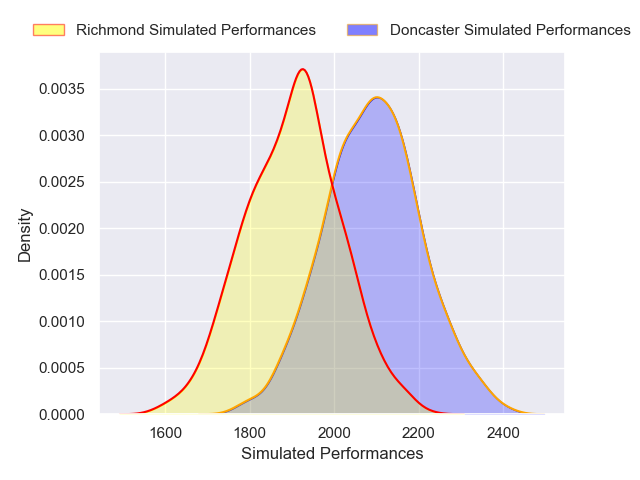 Richmond Simulated Performances
Doncaster Simulated Performances
0.0035
0.0030
0.0025
0.0020
0.0015
0.0010
0.0005
0.0000
Density
1600 1800 2000 2200 2400
Simulated Performances